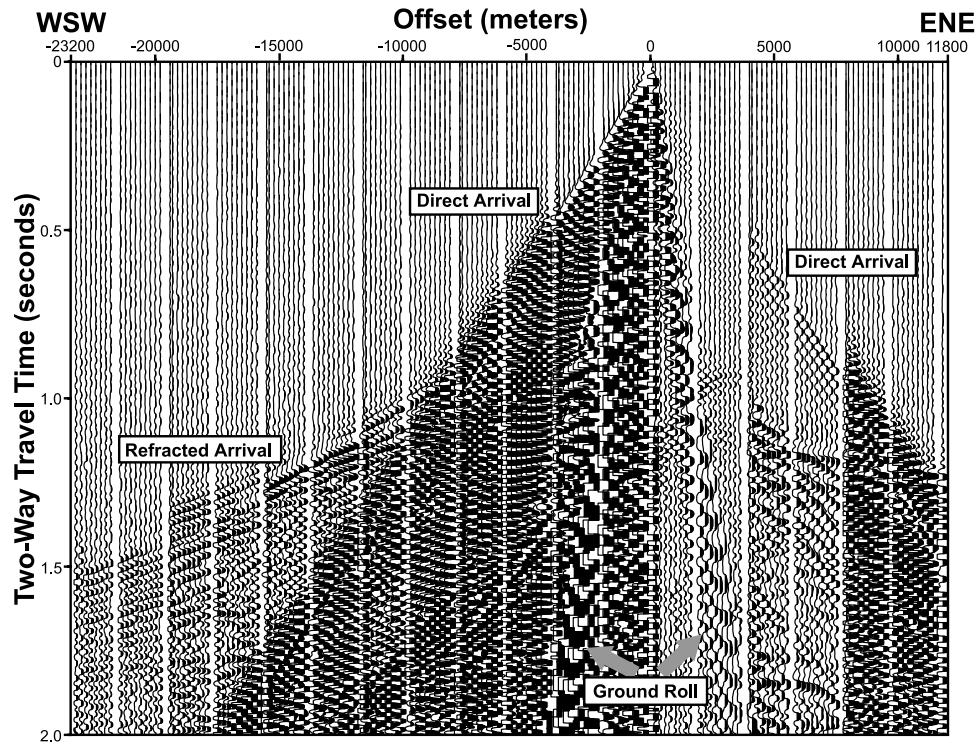 WSW Offset (meters) ENE
-23200 -20000 -15000 -10000 -5000 0 5000 10000 11800
Two-Way Travel Time (seconds)
0
0.5
1.0
1.5
2.0
Direct Arrival
Direct Arrival
Refracted Arrival
Ground Roll